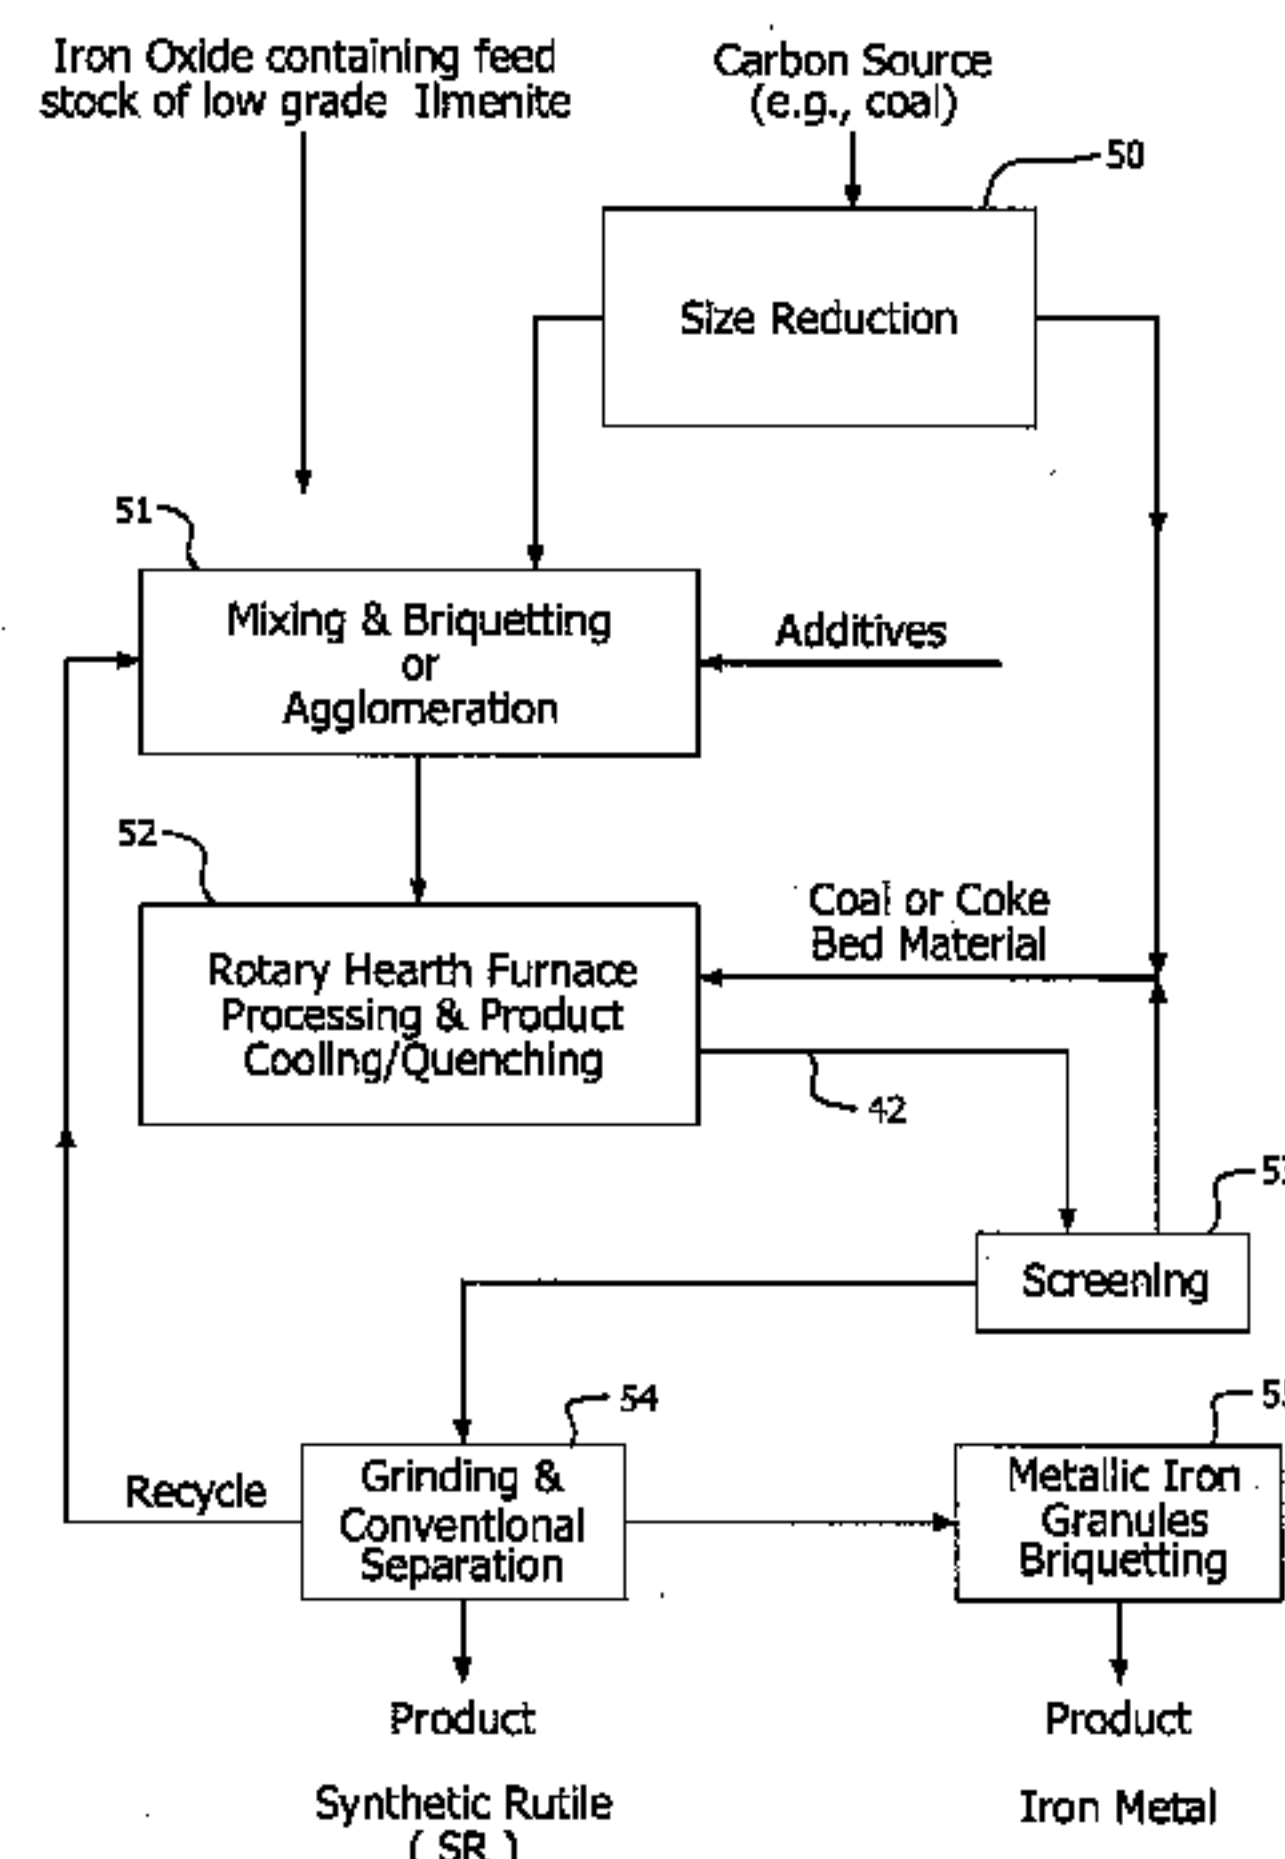 Iron Oxide containing feed
stock of low grade Ilmenite
Carbon Source
(e.g., coal)
50
Size Reduction
51
Mixing & Briquetting
or
Agglomeration
Additives
52
Rotary Hearth Furnace
Processing & Product
Cooling/Quenching
Coal or Coke
Bed Material
42
Screening
54
Grinding &
Conventional
Separation
Recycle
Metallic Iron
Granules
Briquetting
Product
Synthetic Rutile
( SR )
Product
Iron Metal